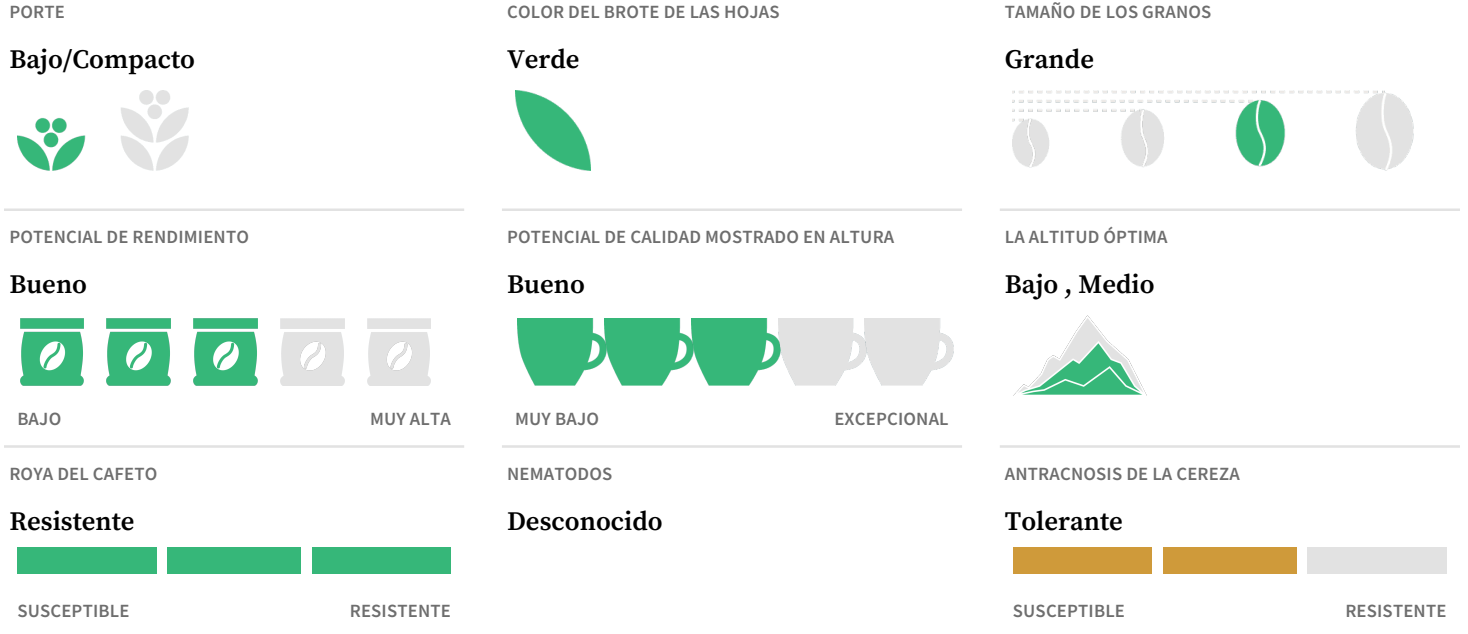 PORTE
Bajo/Compacto
COLOR DEL BROTE DE LAS HOJAS
Verde
TAMAÑO DE LOS GRANOS
Grande
POTENCIAL DE RENDIMIENTO
Bueno
BAJO
MUY ALTA
POTENCIAL DE CALIDAD MOSTRADO EN ALTURA
Bueno
MUY BAJO
EXCEPCIONAL
LA ALTITUD ÓPTIMA
Bajo , Medio
ROYA DEL CAFETO
Resistente
SUSCEPTIBLE
RESISTENTE
NEMATODOS
Desconocido
ANTRACNOSIS DE LA CEREZA
Tolerante
SUSCEPTIBLE
RESISTENTE